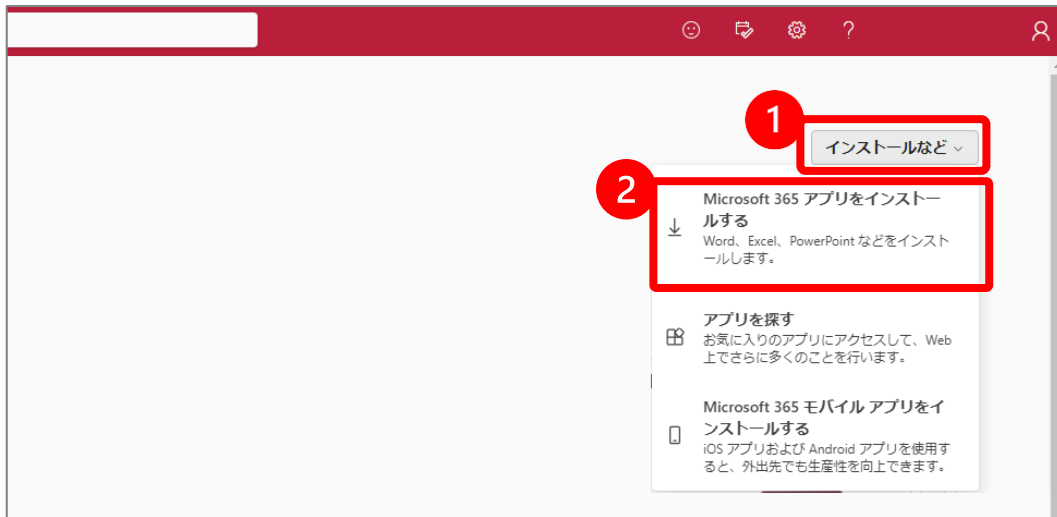 ?
1
インストールなど
2
Microsoft 365 アプリをインストー
ルする
Word、Excel、PowerPoint などをインスト
ールします。
アプリを探す
お気に入りのアプリにアクセスして、Web
上でさらに多くのことを行います。
Microsoft 365 モバイル アプリをイ
ンストールする
iOS アプリおよび Android アプリを使用す
ると、外出先でも生産性を向上できます。